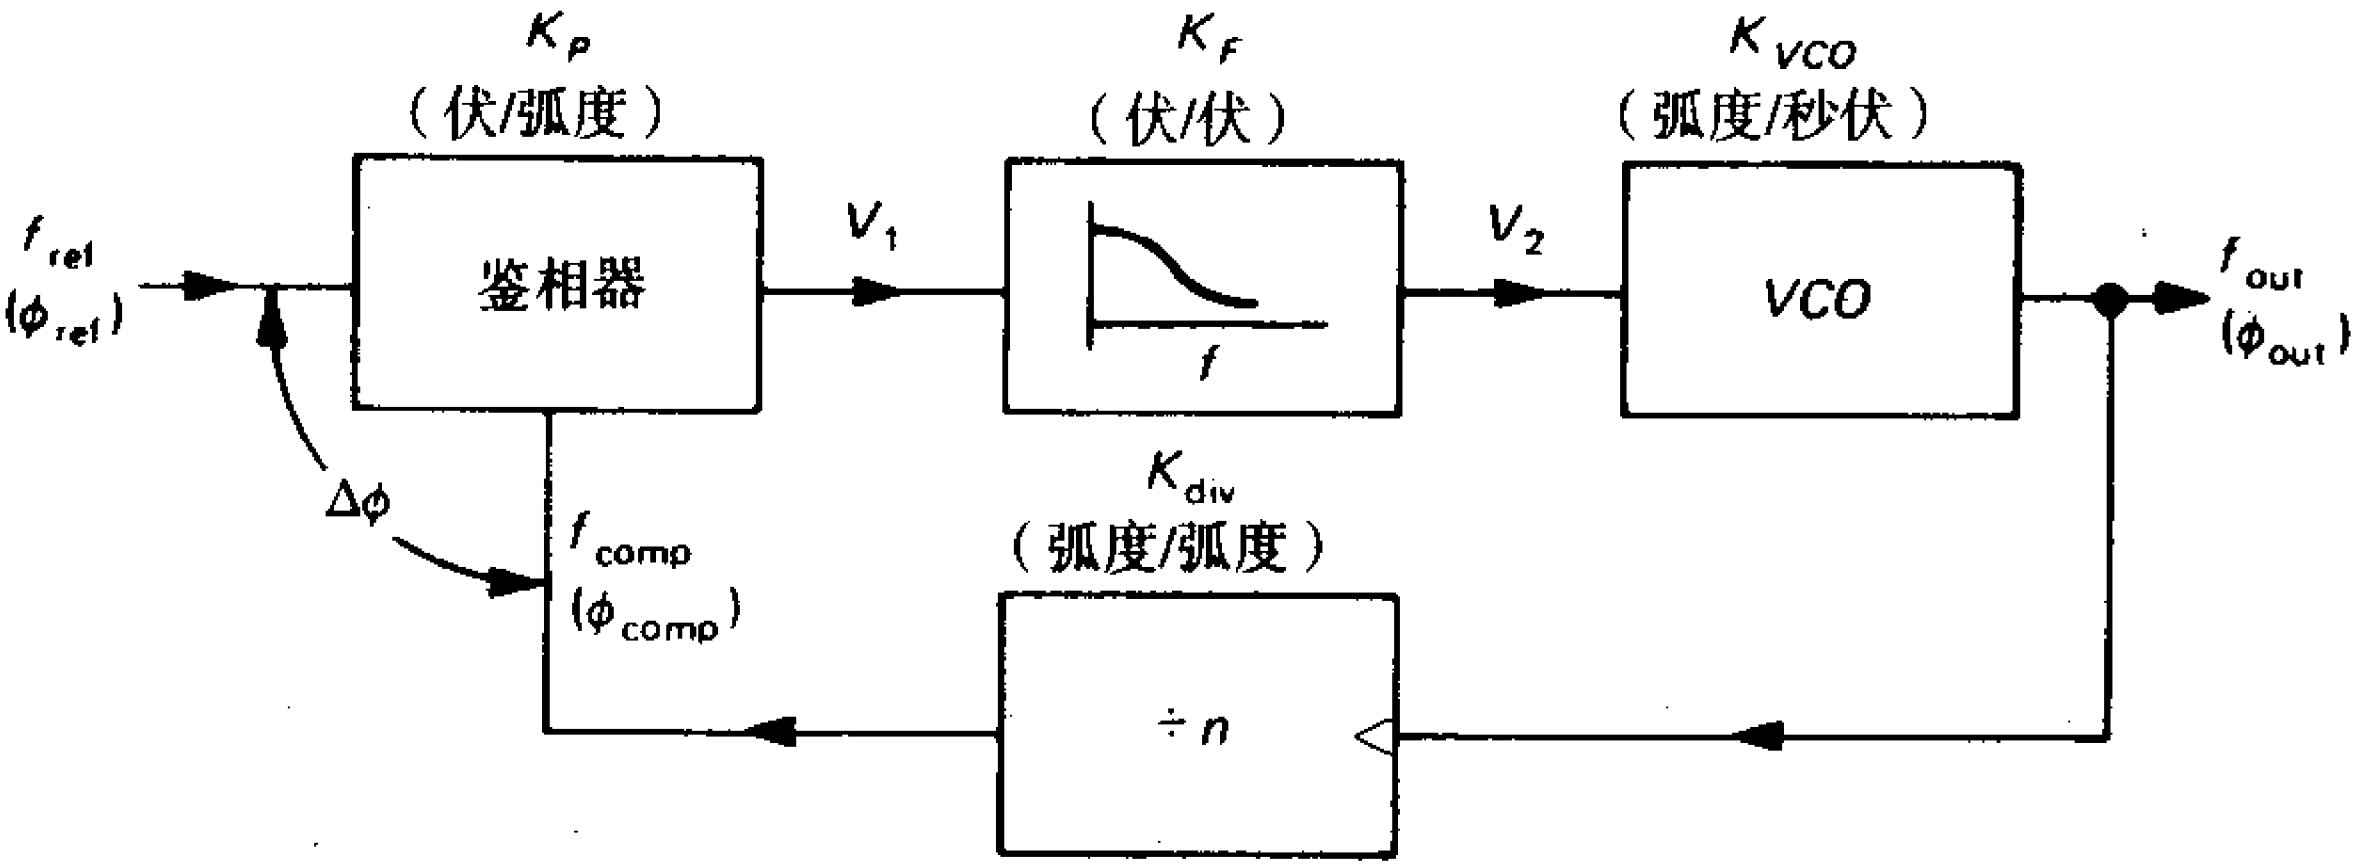 K_P
（伏/弧度）
K_F
（伏/伏）
K_VCO
（弧度/秒伏）
f_ref
(ϕ_ref)
鉴相器
V_1
f
V_2
VCO
f_out
(ϕ_out)
Δϕ
f_comp
(ϕ_comp)
K_div
（弧度/弧度）
÷n